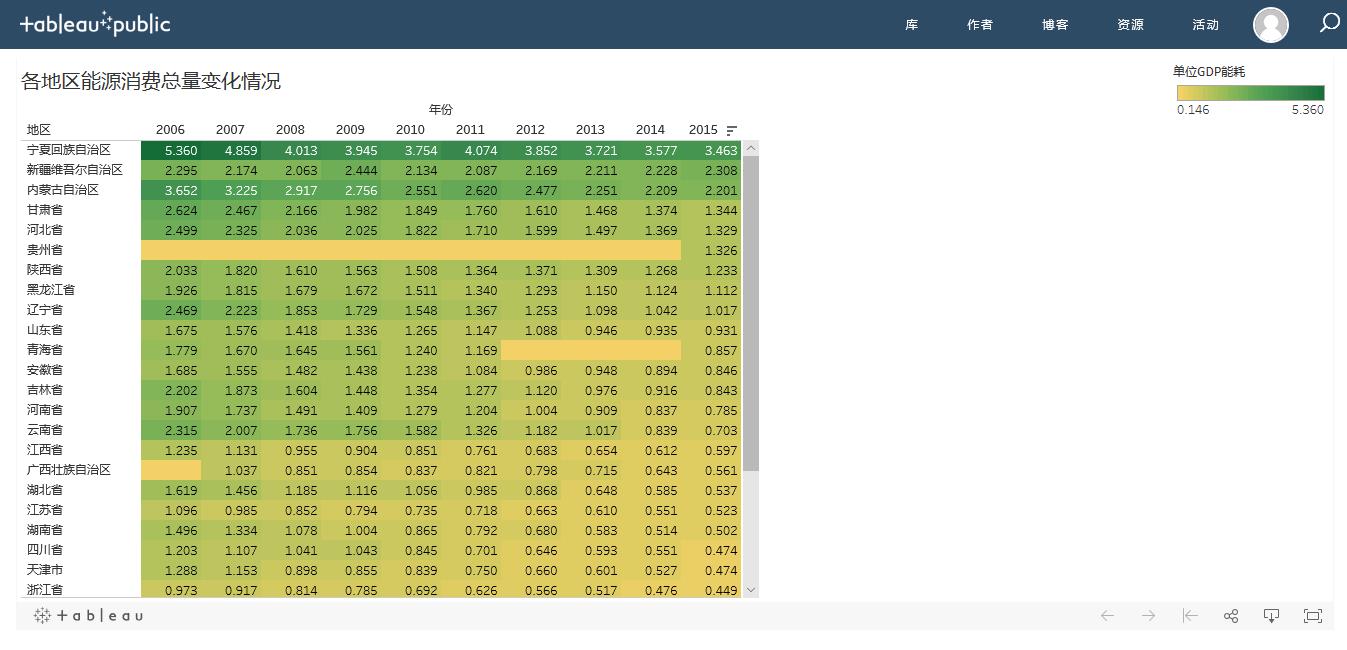 tableau public 库 作者 博客 资源 活动
各地区能源消费总量变化情况
单位GDP能耗
0.146 5.360
年份
地区 2006 2007 2008 2009 2010 2011 2012 2013 2014 2015
宁夏回族自治区 5.360 4.859 4.013 3.945 3.754 4.074 3.852 3.721 3.577 3.463
新疆维吾尔自治区 2.295 2.174 2.063 2.444 2.134 2.087 2.169 2.211 2.228 2.308
内蒙古自治区 3.652 3.225 2.917 2.756 2.551 2.620 2.477 2.251 2.209 2.201
甘肃省 2.624 2.467 2.166 1.982 1.849 1.760 1.610 1.468 1.374 1.344
河北省 2.499 2.325 2.036 2.025 1.822 1.710 1.599 1.497 1.369 1.329
贵州省 1.326
陕西省 2.033 1.820 1.610 1.563 1.508 1.364 1.371 1.309 1.268 1.233
黑龙江省 1.926 1.815 1.679 1.672 1.511 1.340 1.293 1.150 1.124 1.112
辽宁省 2.469 2.223 1.853 1.729 1.548 1.367 1.253 1.098 1.042 1.017
山东省 1.675 1.576 1.418 1.336 1.265 1.147 1.088 0.946 0.935 0.931
青海省 1.779 1.670 1.645 1.561 1.240 1.169 0.857
安徽省 1.685 1.555 1.482 1.438 1.238 1.084 0.986 0.948 0.894 0.846
吉林省 2.202 1.873 1.604 1.448 1.354 1.277 1.120 0.976 0.916 0.843
河南省 1.907 1.737 1.491 1.409 1.279 1.204 1.004 0.909 0.837 0.785
云南省 2.315 2.007 1.736 1.756 1.582 1.326 1.182 1.017 0.839 0.703
江西省 1.235 1.131 0.955 0.904 0.851 0.761 0.683 0.654 0.612 0.597
广西壮族自治区 1.037 0.851 0.854 0.837 0.821 0.798 0.715 0.643 0.561
湖北省 1.619 1.456 1.185 1.116 1.056 0.985 0.868 0.648 0.585 0.537
江苏省 1.096 0.985 0.852 0.794 0.735 0.718 0.663 0.610 0.551 0.523
湖南省 1.496 1.334 1.078 1.004 0.865 0.792 0.680 0.583 0.514 0.502
四川省 1.203 1.107 1.041 1.043 0.845 0.701 0.646 0.593 0.551 0.474
天津市 1.288 1.153 0.898 0.855 0.839 0.750 0.660 0.601 0.527 0.474
浙江省 0.973 0.917 0.814 0.785 0.692 0.626 0.566 0.517 0.476 0.449
tableau